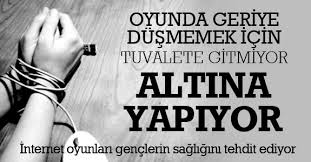 OYUNDA GERİYE
DÜŞMEMEK İÇİN
TUVALETE GİTMİYOR
ALTINA
YAPIYOR
İnternet oyunları gençlerin sağlığını tehdit ediyor